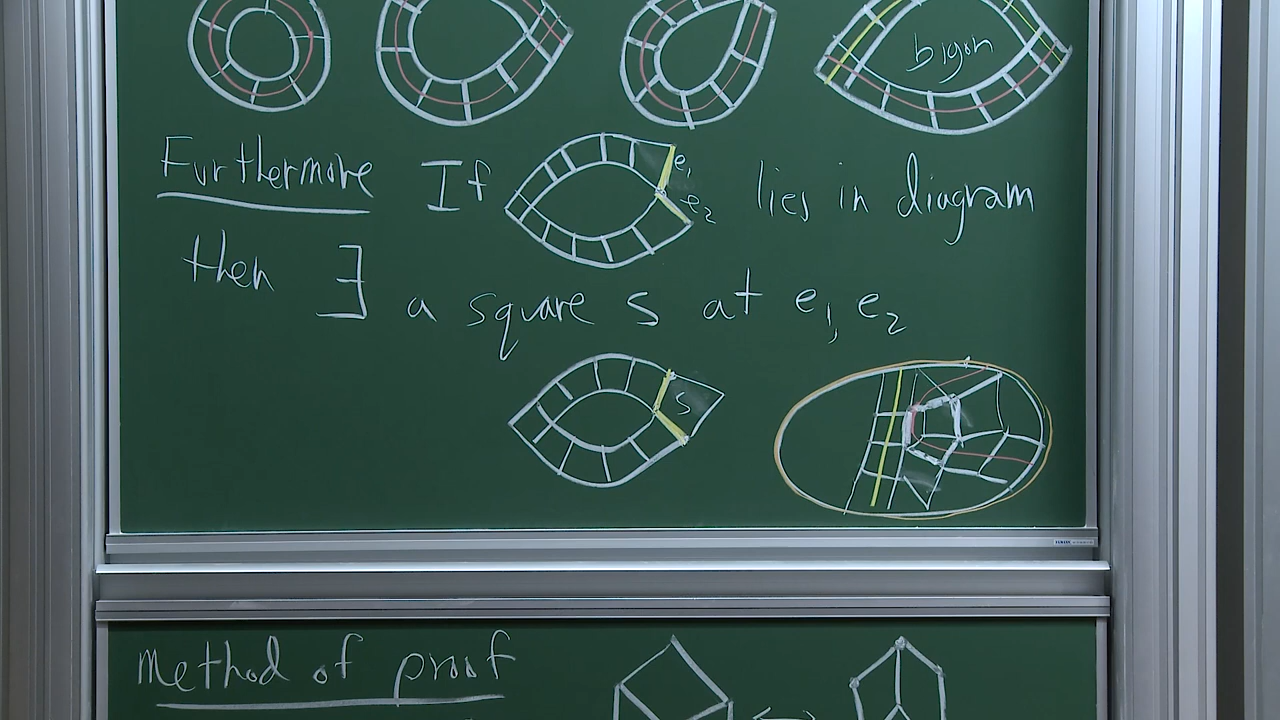 bigon
Furthermore If e1 e2 lies in diagram
then ∃ a square s at e1, e2
s
method of proof